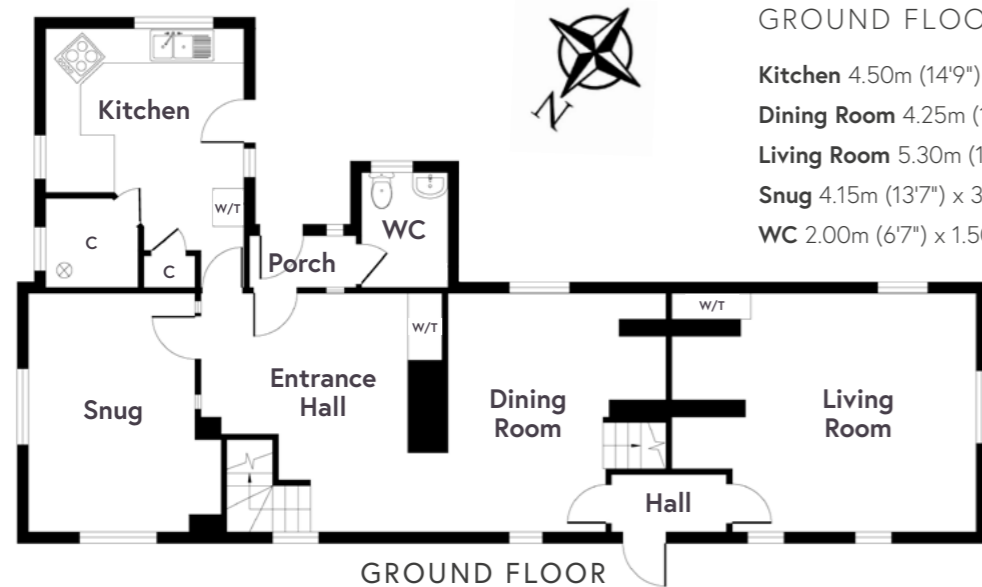 GROUND FLOO
Kitchen 4.50m (14'9")
Dining Room 4.25m (1
Living Room 5.30m (1
Snug 4.15m (13'7") x 3
WC 2.00m (6'7") x 1.50
N
Kitchen
W/T
C
C
Porch
WC
W/T
W/T
Snug
Entrance
Hall
Dining
Room
Living
Room
Hall
GROUND FLOOR